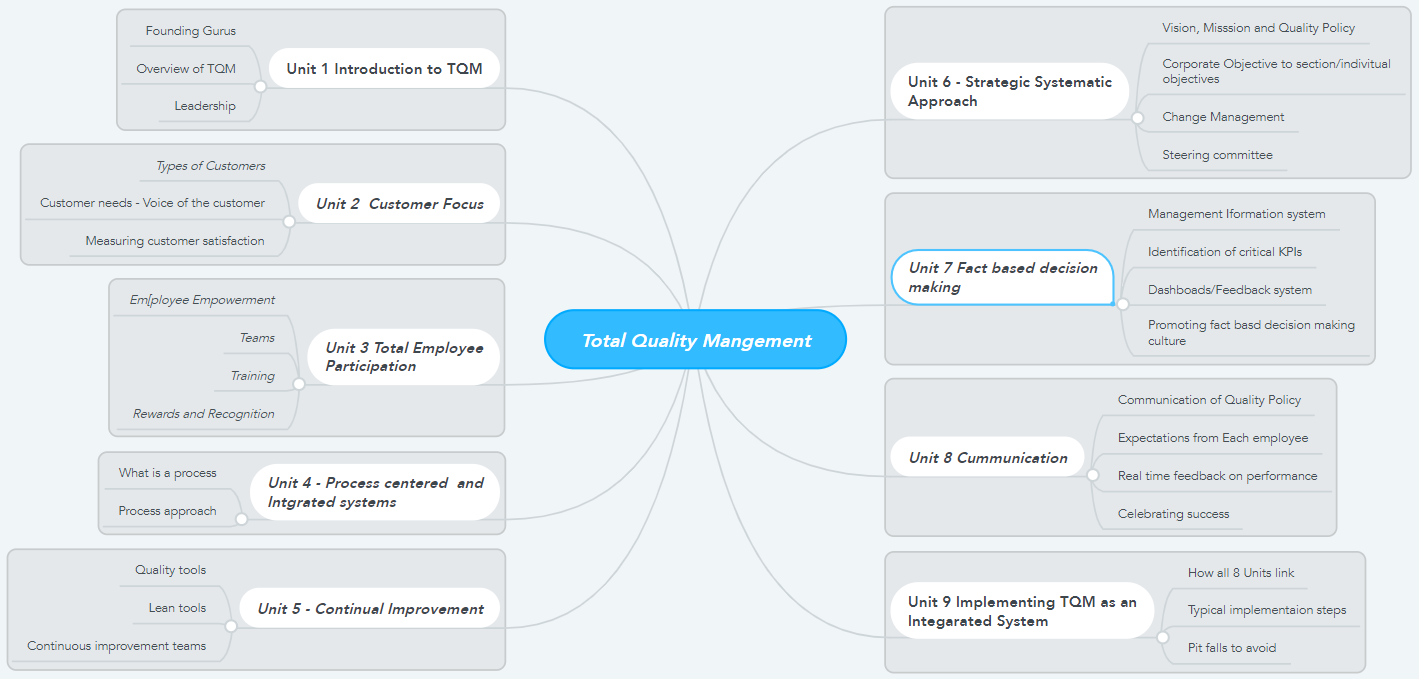 Total Quality Mangement
Unit 1 Introduction to TQM
Founding Gurus
Overview of TQM
Leadership
Unit 2  Customer Focus
Types of Customers
Customer needs - Voice of the customer
Measuring customer satisfaction
Unit 3 Total Employee
Participation
Em[ployee Empowerment
Teams
Training
Rewards and Recognition
Unit 4 - Process centered  and
Intgrated systems
What is a process
Process approach
Unit 5 - Continual Improvement
Quality tools
Lean tools
Continuous improvement teams
Unit 6 - Strategic Systematic
Approach
Vision, Misssion and Quality Policy
Corporate Objective to section/indivitual
objectives
Change Management
Steering committee
Unit 7 Fact based decision
making
Management Iformation system
Identification of critical KPIs
Dashboads/Feedback system
Promoting fact basd decision making
culture
Unit 8 Cummunication
Communication of Quality Policy
Expectations from Each employee
Real time feedback on performance
Celebrating success
Unit 9 Implementing TQM as an
Integarated System
How all 8 Units link
Typical implementaion steps
Pit falls to avoid